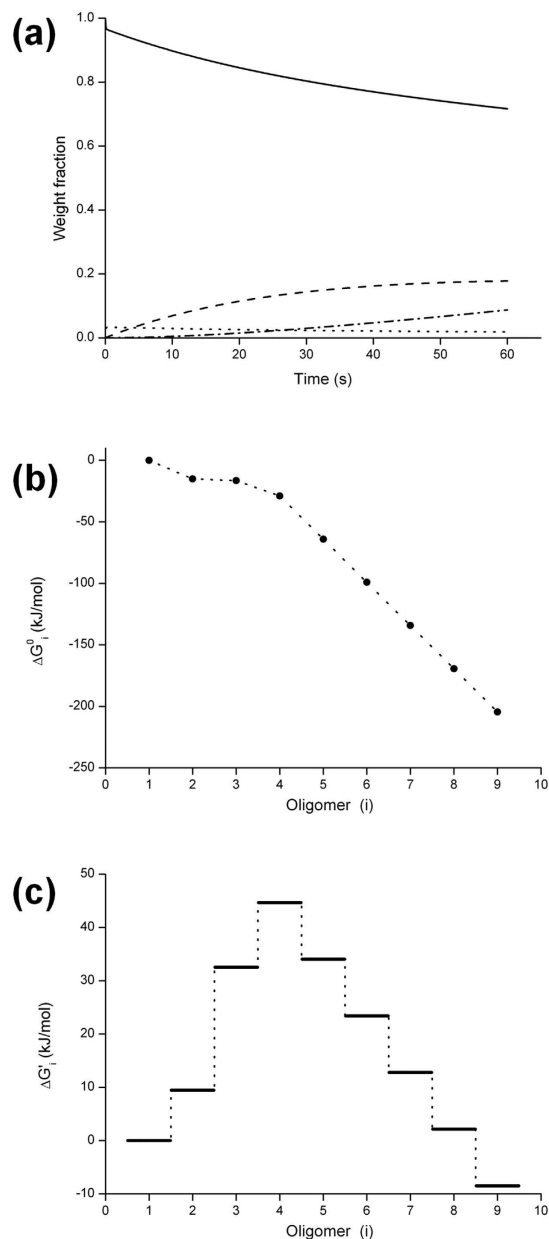 (a)
1.0
0.8
0.6
0.4
0.2
0.0
Weight fraction
0 10 20 30 40 50 60
Time (s)
(b)
0
-50
-100
-150
-200
-250
ΔG⁰ᵢ (kJ/mol)
0 1 2 3 4 5 6 7 8 9 10
Oligomer (i)
(c)
50
40
30
20
10
0
-10
ΔG'ᵢ (kJ/mol)
0 1 2 3 4 5 6 7 8 9 10
Oligomer (i)